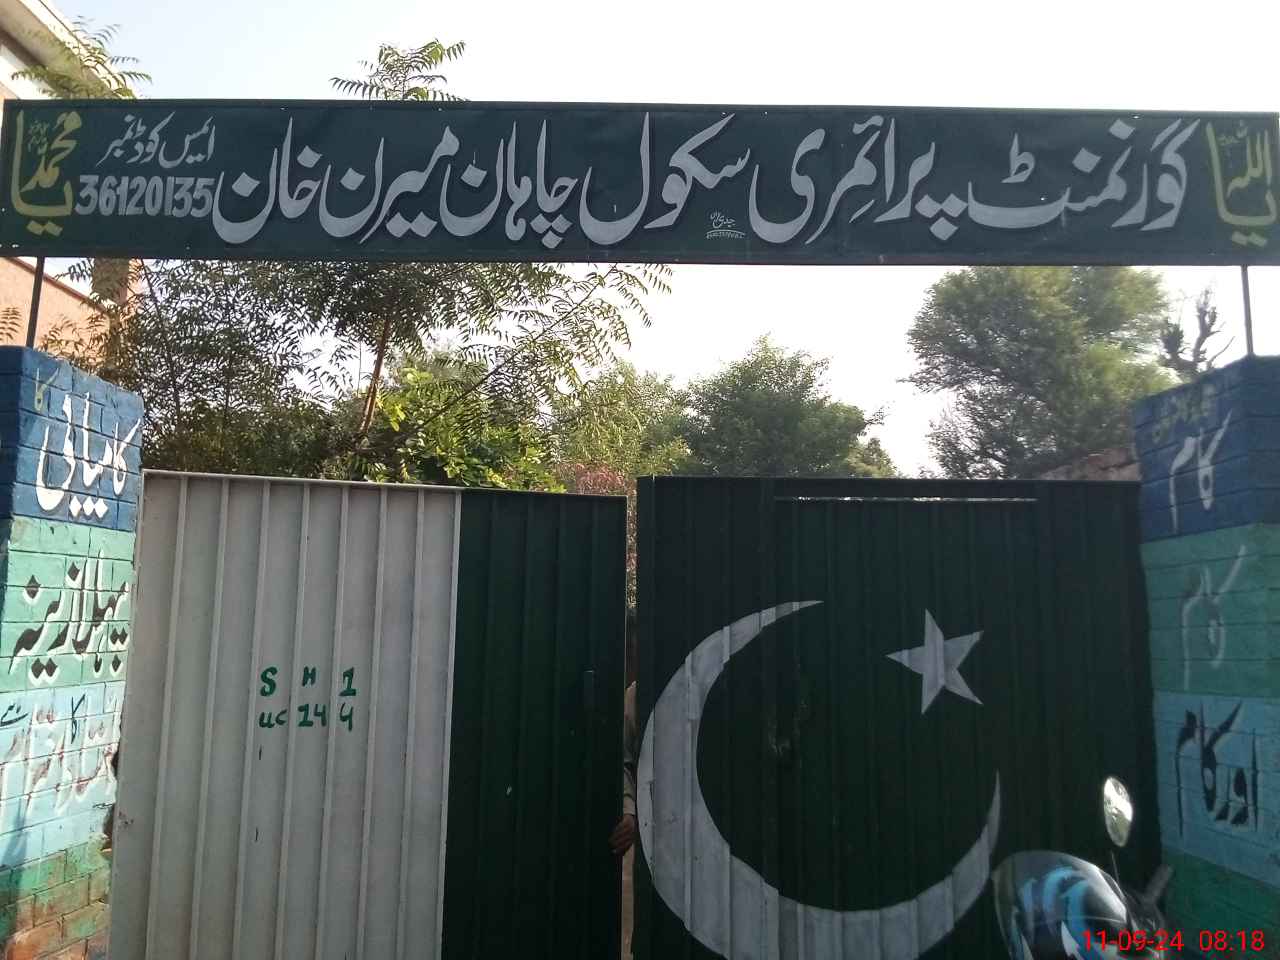 یا اللہ
گورنمنٹ پرائمری سکول چاہان میرن خان
ایمس کوڈ نمبر
36120135
یا محمد
کام
کام
اور کام
کامیابی کا
پہلا زینہ
S H 1
UC 144
11-09-24 08:18